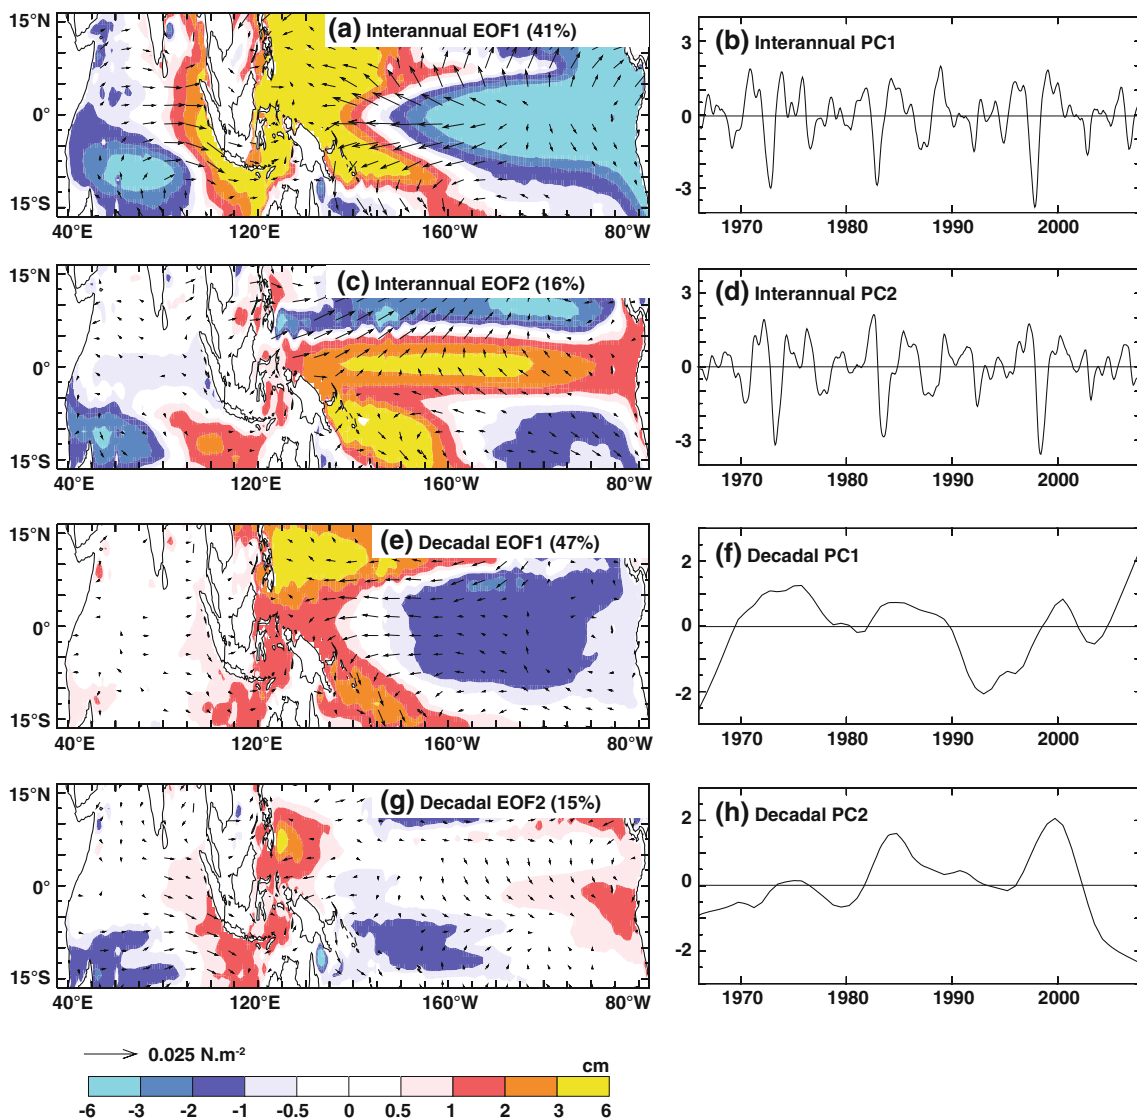 15°N
0°
15°S
40°E 120°E 160°W 80°W
(a) Interannual EOF1 (41%)
3
0
-3
1970 1980 1990 2000
(b) Interannual PC1
15°N
0°
15°S
40°E 120°E 160°W 80°W
(c) Interannual EOF2 (16%)
3
0
-3
1970 1980 1990 2000
(d) Interannual PC2
15°N
0°
15°S
40°E 120°E 160°W 80°W
(e) Decadal EOF1 (47%)
2
0
-2
1970 1980 1990 2000
(f) Decadal PC1
15°N
0°
15°S
40°E 120°E 160°W 80°W
(g) Decadal EOF2 (15%)
2
0
-2
1970 1980 1990 2000
(h) Decadal PC2
0.025 N.m-2
cm
-6 -3 -2 -1 -0.5 0 0.5 1 2 3 6